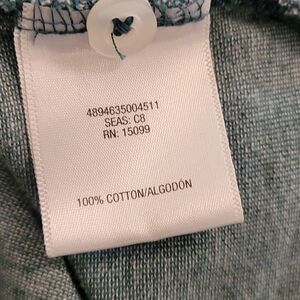 4894635004511
SEAS: C8
RN: 15099
100% COTTON/ALGODÓN